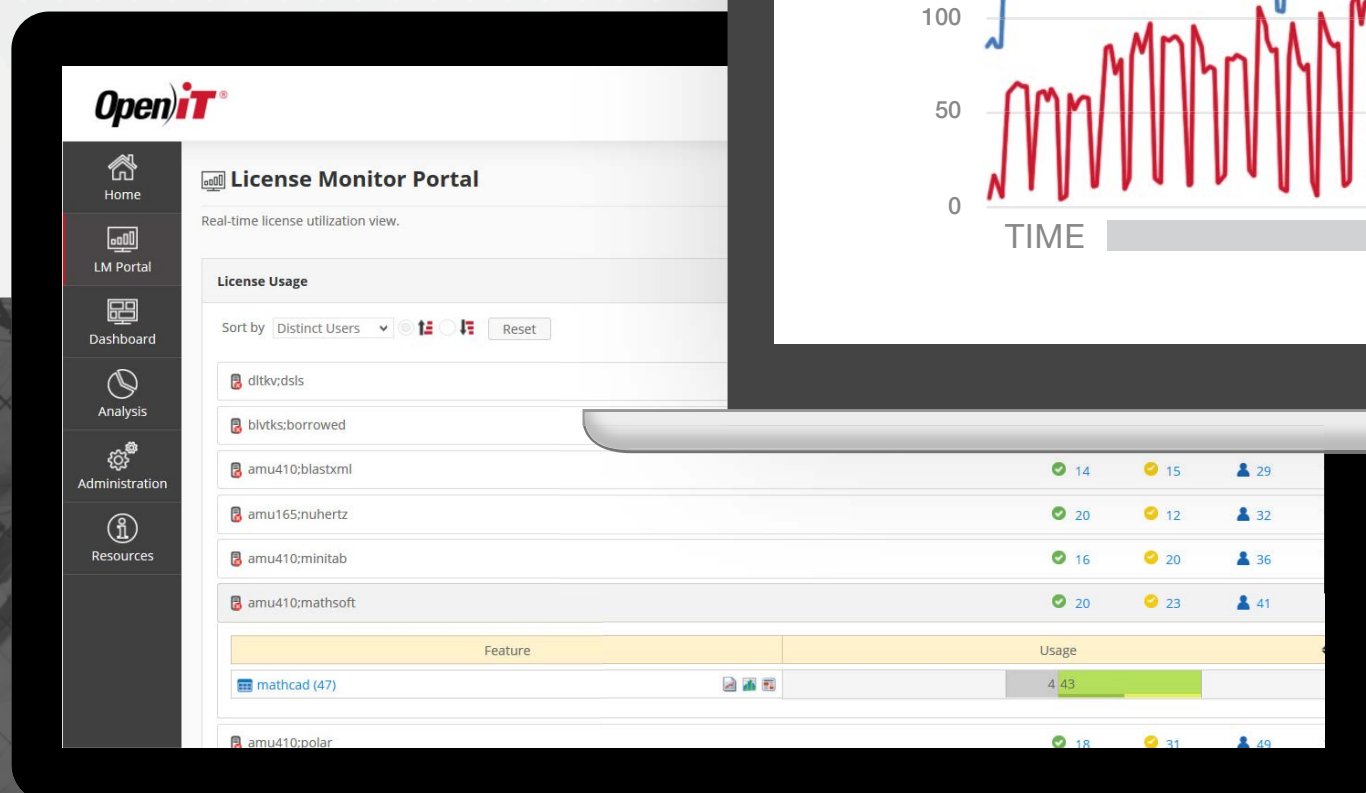 100
50
0
TIME
Open iT®
Home
LM Portal
Dashboard
Analysis
Administration
Resources
License Monitor Portal
Real-time license utilization view.
License Usage
Sort by Distinct Users Reset
dltkv;dsls
blvtks;borrowed
amu410;blastxml 14 15 29
amu165;nuhertz 20 12 32
amu410;minitab 16 20 36
amu410;mathsoft 20 23 41
Feature Usage
mathcad (47) 4 43
amu410;polar 18 31 49